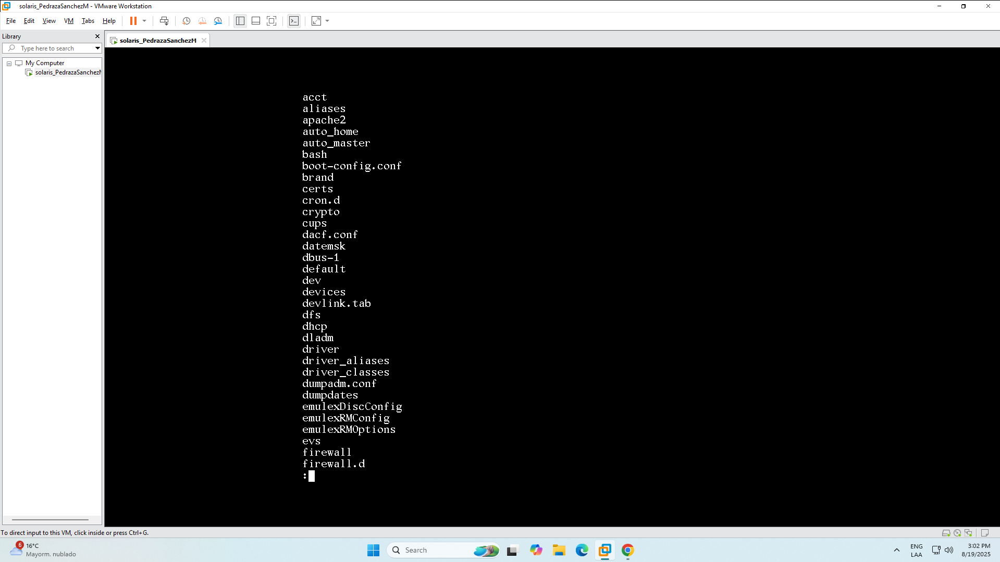 solaris_PedrazaSanchezM - VMware Workstation
File Edit View VM Tabs Help
Library
solaris_PedrazaSanchezM
Type here to search
My Computer
solaris_PedrazaSanchezM
acct
aliases
apache2
auto_home
auto_master
bash
boot-config.conf
brand
certs
cron.d
crypto
cups
dacf.conf
datemsk
dbus-1
default
dev
devices
devlink.tab
dfs
dhcp
dladm
driver
driver_aliases
driver_classes
dumpadm.conf
dumpdates
emulexDiscConfig
emulexRMConfig
emulexRMOptions
evs
firewall
firewall.d
:
To direct input to this VM, click inside or press Ctrl+G.
6
16°C
Mayorm. nublado
Search
ENG
LAA
3:02 PM
8/19/2025